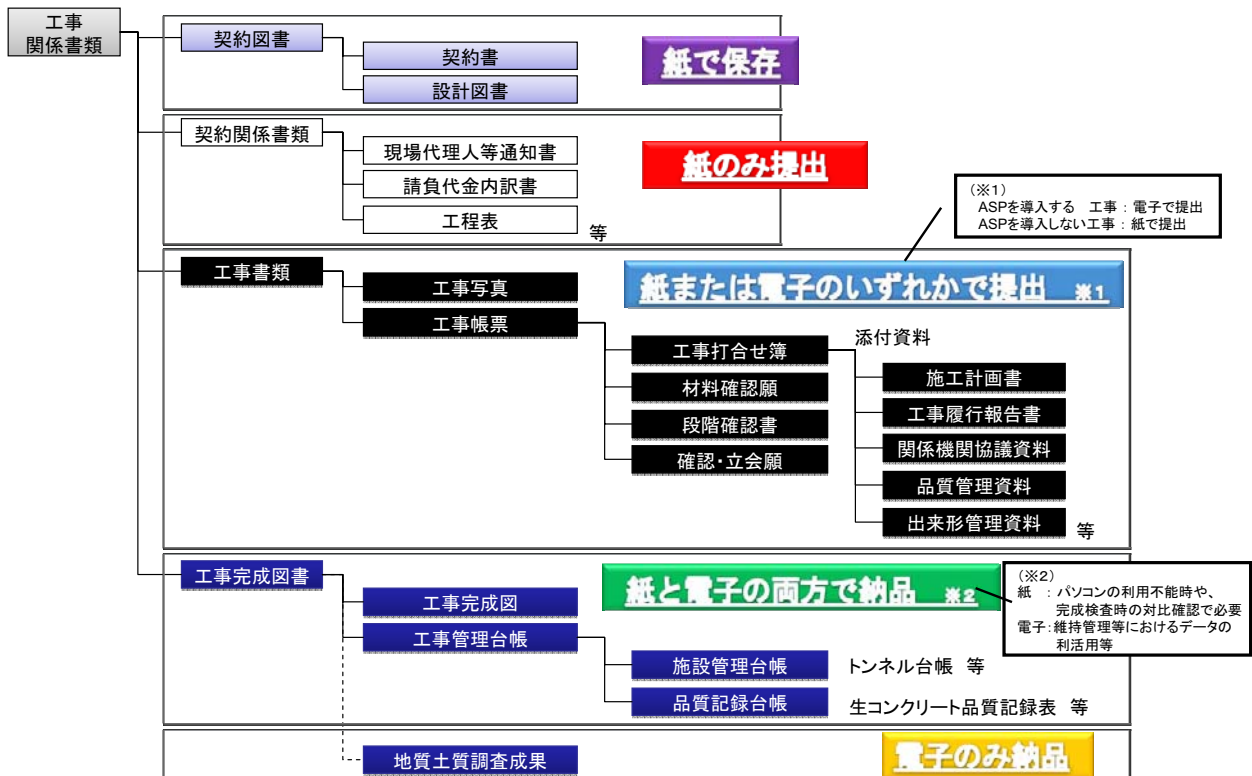 工事
関係書類
契約図書
契約書
設計図書
紙で保存
契約関係書類
現場代理人等通知書
請負代金内訳書
工程表
等
紙のみ提出
(※1)
ASPを導入する　工事：電子で提出
ASPを導入しない工事：紙で提出
工事書類
工事写真
工事帳票
紙または電子のいずれかで提出　※1
工事打合せ簿
材料確認願
段階確認書
確認・立会願
添付資料
施工計画書
工事履行報告書
関係機関協議資料
品質管理資料
出来形管理資料
等
工事完成図書
工事完成図
工事管理台帳
紙と電子の両方で納品　※2
(※2)
紙　：パソコンの利用不能時や、
完成検査時の対比確認で必要
電子：維持管理等におけるデータの
利活用等
施設管理台帳
トンネル台帳　等
品質記録台帳
生コンクリート品質記録表　等
地質土質調査成果
電子のみ納品